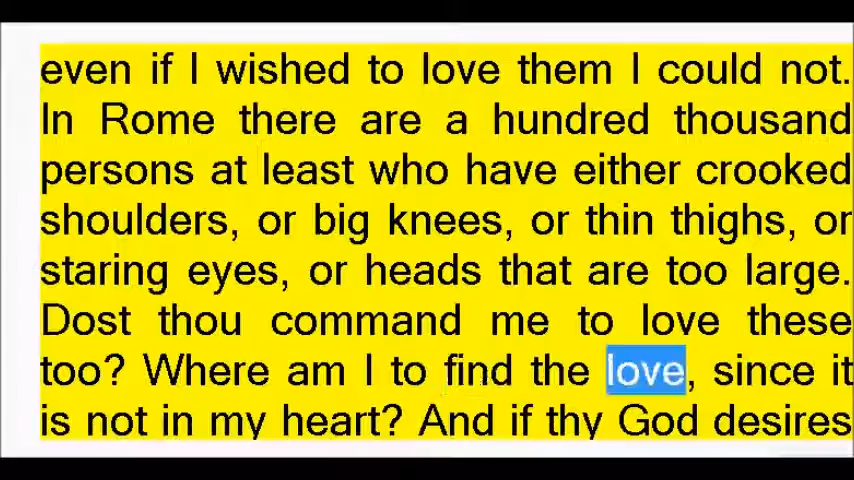 even if I wished to love them I could not.
In Rome there are a hundred thousand
persons at least who have either crooked
shoulders, or big knees, or thin thighs, or
staring eyes, or heads that are too large.
Dost thou command me to love these
too? Where am I to find the love, since it
is not in my heart? And if thy God desires